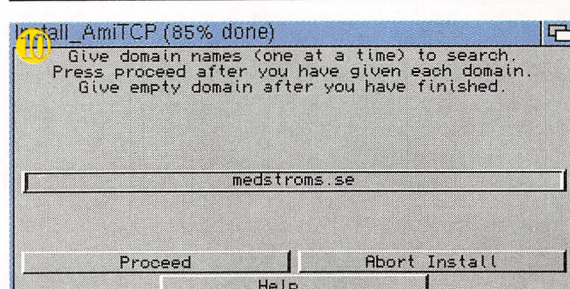 Install_AmiTCP (85% done)
10
Give domain names (one at a time) to search.
Press proceed after you have given each domain.
Give empty domain after you have finished.
medstroms.se
Proceed
Abort Install
Help